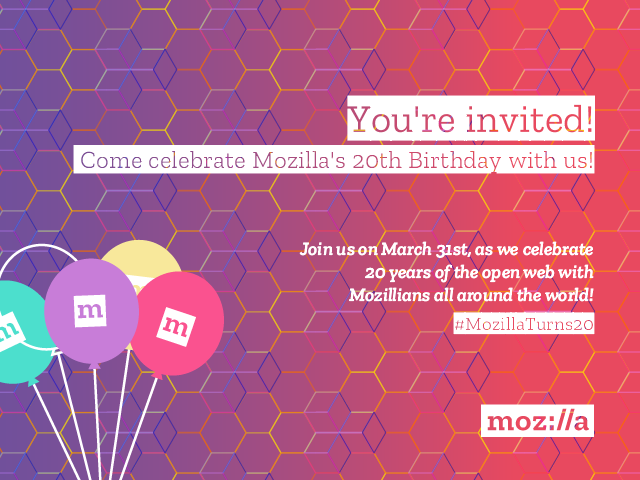 You're invited!
Come celebrate Mozilla's 20th Birthday with us!
Join us on March 31st, as we celebrate
20 years of the open web with
Mozillians all around the world!
#MozillaTurns20
m
m
m
moz://a